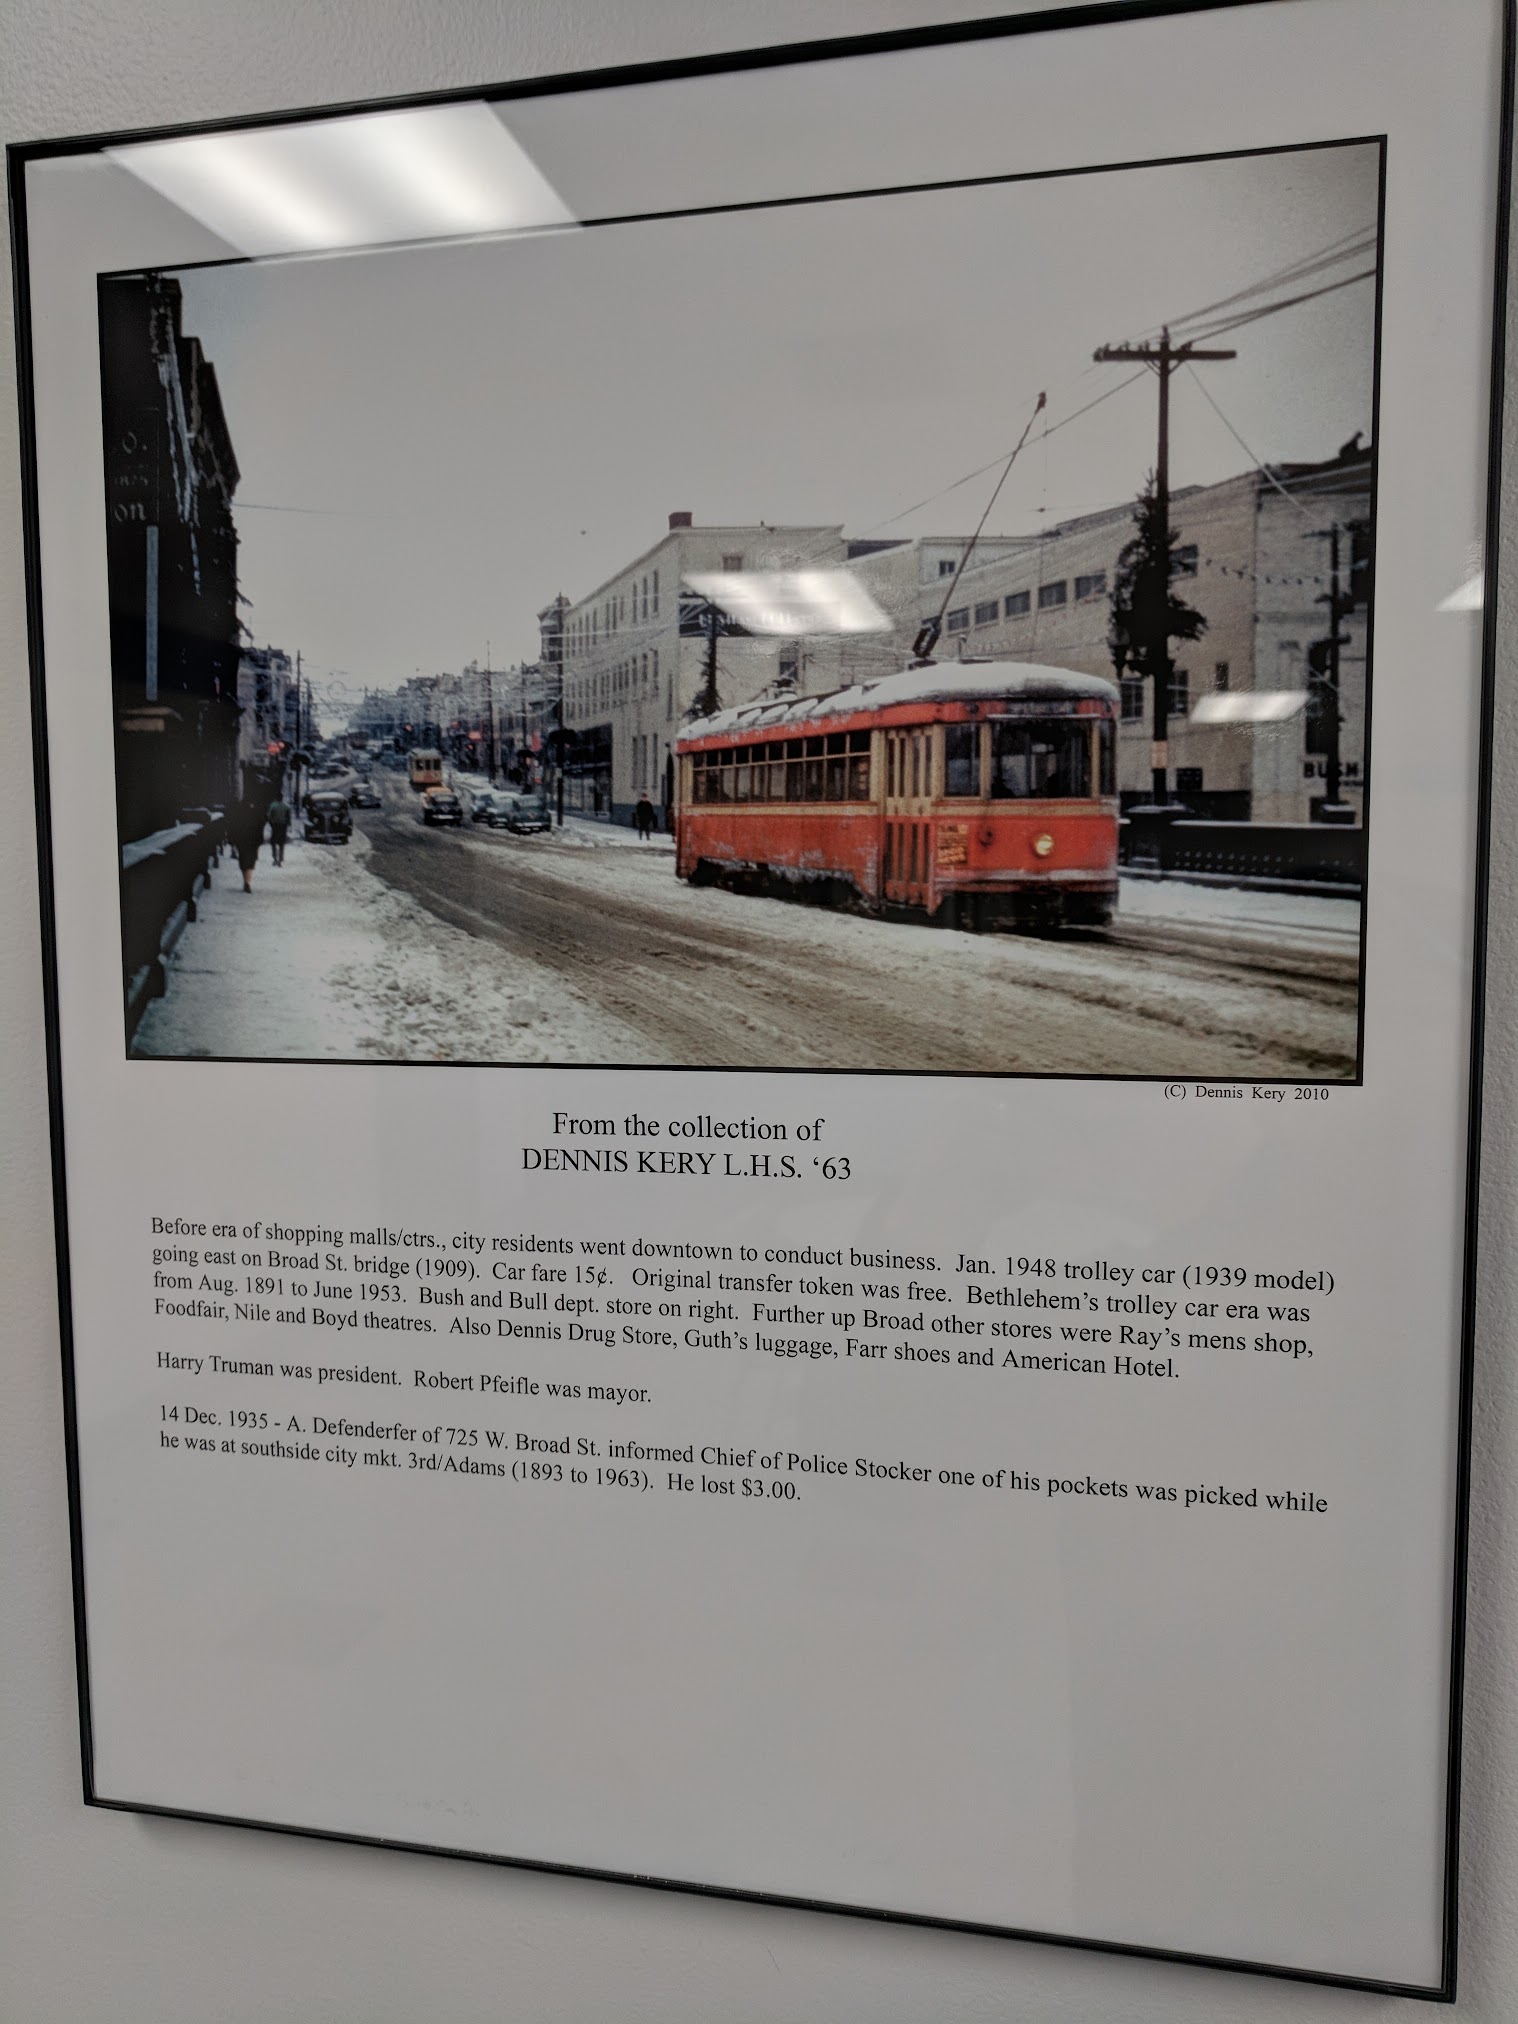 O.
on
BUSH
(C) Dennis Kery 2010
From the collection of
DENNIS KERY L.H.S. ‘63
Before era of shopping malls/ctrs., city residents went downtown to conduct business. Jan. 1948 trolley car (1939 model)
going east on Broad St. bridge (1909). Car fare 15¢. Original transfer token was free. Bethlehem’s trolley car era was
from Aug. 1891 to June 1953. Bush and Bull dept. store on right. Further up Broad other stores were Ray’s mens shop,
Foodfair, Nile and Boyd theatres. Also Dennis Drug Store, Guth’s luggage, Farr shoes and American Hotel.
Harry Truman was president. Robert Pfeifle was mayor.
14 Dec. 1935 - A. Defenderfer of 725 W. Broad St. informed Chief of Police Stocker one of his pockets was picked while
he was at southside city mkt. 3rd/Adams (1893 to 1963). He lost $3.00.